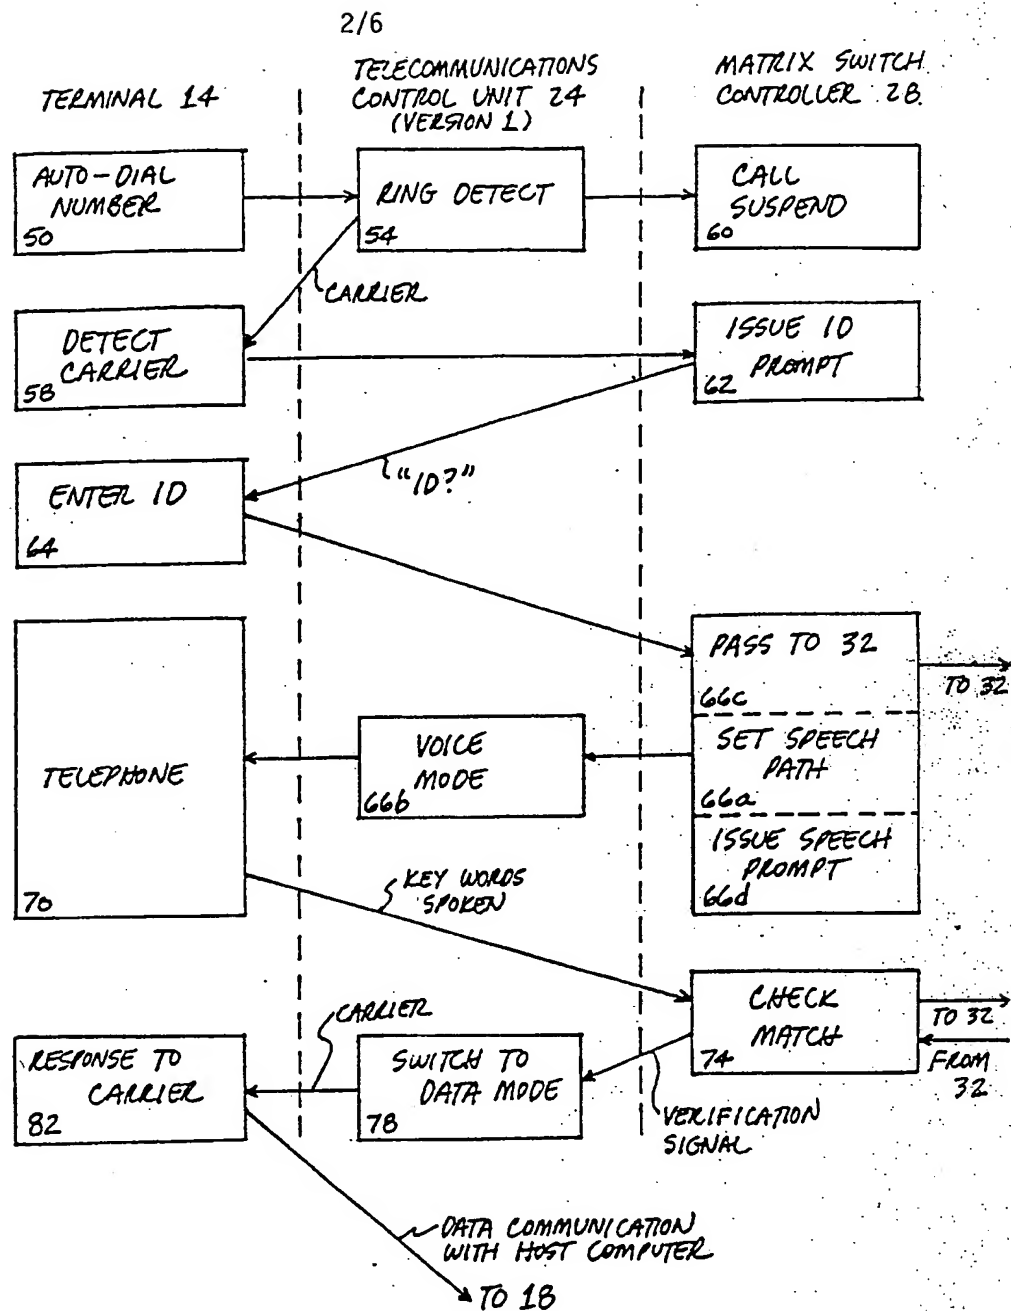 2/6
TERMINAL 14
TELECOMMUNICATIONS
CONTROL UNIT 24
(VERSION 1)
MATRIX SWITCH
CONTROLLER 28.
AUTO-DIAL
NUMBER
50
RING DETECT
54
CALL
SUSPEND
60
CARRIER
DETECT
CARRIER
58
ISSUE ID
PROMPT
62
"ID?"
ENTER ID
64
PASS TO 32
66c
TO 32
TELEPHONE
70
VOICE
MODE
66b
SET SPEECH
PATH
66a
ISSUE SPEECH
PROMPT
66d
KEY WORDS
SPOKEN
CHECK
MATCH
74
TO 32
FROM
32
CARRIER
RESPONSE TO
CARRIER
82
SWITCH TO
DATA MODE
78
VERIFICATION
SIGNAL
DATA COMMUNICATION
WITH HOST COMPUTER
TO 18